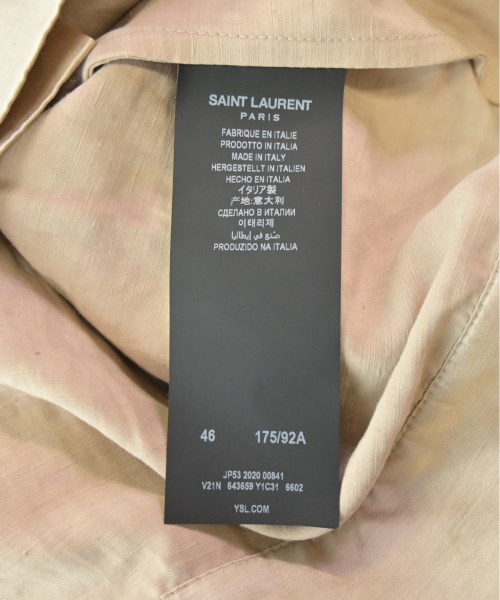 SAINT LAURENT
PARIS
FABRIQUE EN ITALIE
PRODOTTO IN ITALIA
MADE IN ITALY
HERGESTELLT IN ITALIEN
HECHO EN ITALIA
イタリア製
产地:意大利
СДЕЛАНО В ИТАЛИИ
이태리제
صنع في إيطاليا
PRODUZIDO NA ITALIA
46 175/92A
JP53 2020 00841
V21N 643659 Y1C31 6602
YSL.COM